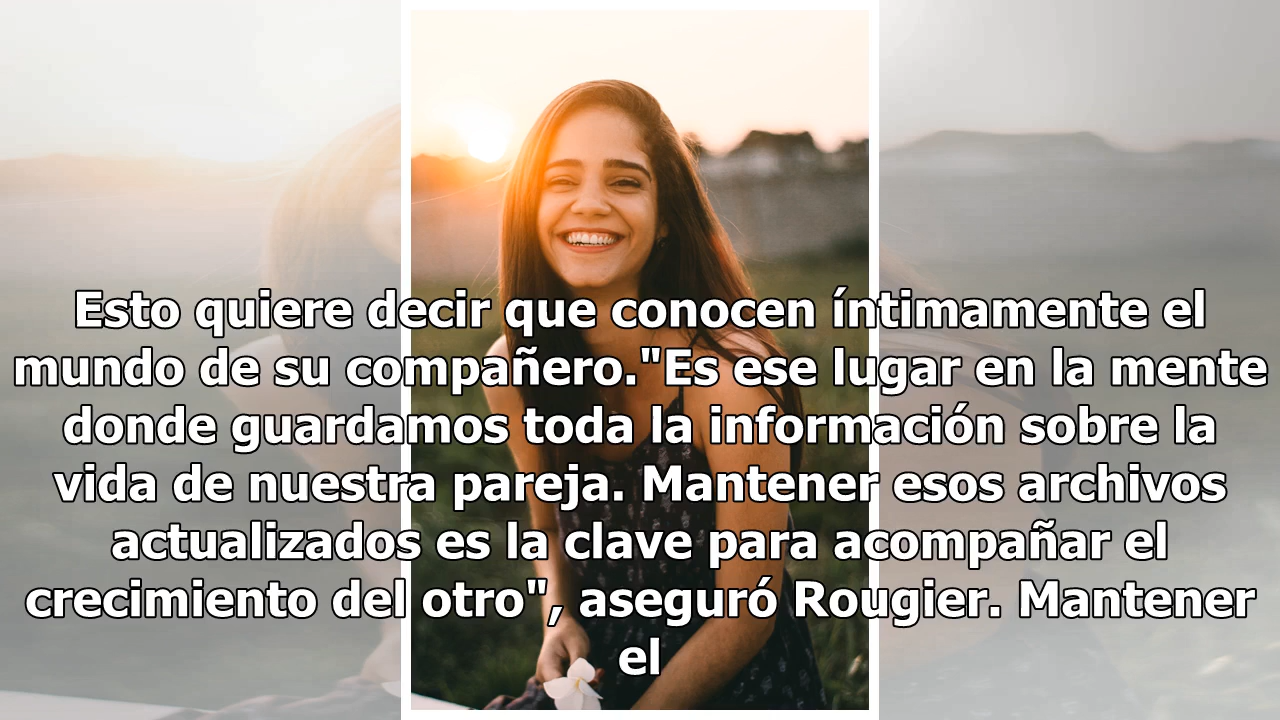 Esto quiere decir que conocen íntimamente el
mundo de su compañero."Es ese lugar en la mente
donde guardamos toda la información sobre la
vida de nuestra pareja. Mantener esos archivos
actualizados es la clave para acompañar el
crecimiento del otro", aseguró Rougier. Mantener
el